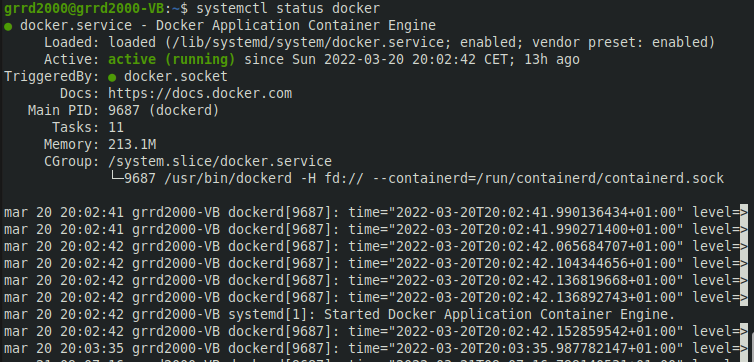 grrd2000@grrd2000-VB:~$ systemctl status docker
● docker.service - Docker Application Container Engine
     Loaded: loaded (/lib/systemd/system/docker.service; enabled; vendor preset: enabled)
     Active: active (running) since Sun 2022-03-20 20:02:42 CET; 13h ago
TriggeredBy: ● docker.socket
       Docs: https://docs.docker.com
   Main PID: 9687 (dockerd)
      Tasks: 11
     Memory: 213.1M
     CGroup: /system.slice/docker.service
             └─9687 /usr/bin/dockerd -H fd:// --containerd=/run/containerd/containerd.sock
mar 20 20:02:41 grrd2000-VB dockerd[9687]: time="2022-03-20T20:02:41.990136434+01:00" level=>
mar 20 20:02:41 grrd2000-VB dockerd[9687]: time="2022-03-20T20:02:41.990271400+01:00" level=>
mar 20 20:02:42 grrd2000-VB dockerd[9687]: time="2022-03-20T20:02:42.065684707+01:00" level=>
mar 20 20:02:42 grrd2000-VB dockerd[9687]: time="2022-03-20T20:02:42.104344656+01:00" level=>
mar 20 20:02:42 grrd2000-VB dockerd[9687]: time="2022-03-20T20:02:42.136819668+01:00" level=>
mar 20 20:02:42 grrd2000-VB dockerd[9687]: time="2022-03-20T20:02:42.136892743+01:00" level=>
mar 20 20:02:42 grrd2000-VB systemd[1]: Started Docker Application Container Engine.
mar 20 20:02:42 grrd2000-VB dockerd[9687]: time="2022-03-20T20:02:42.152859542+01:00" level=>
mar 20 20:03:35 grrd2000-VB dockerd[9687]: time="2022-03-20T20:03:35.987782147+01:00" level=>